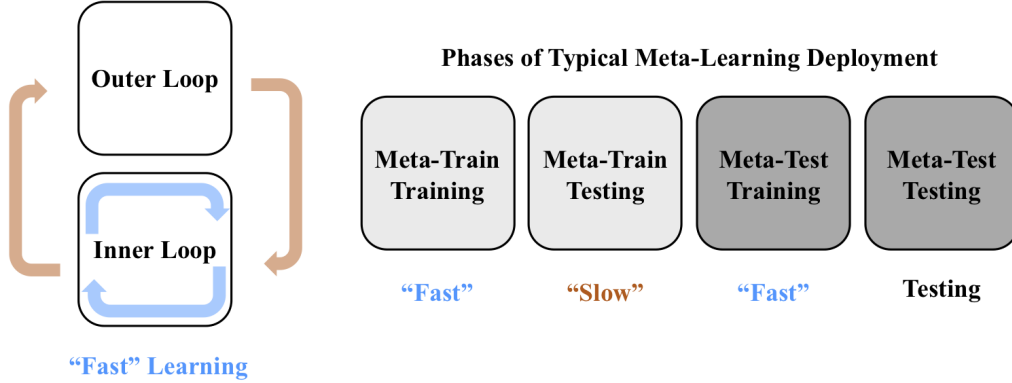 Outer Loop
Inner Loop
“Fast” Learning
Phases of Typical Meta-Learning Deployment
Meta-Train
Training
Meta-Train
Testing
Meta-Test
Training
Meta-Test
Testing
“Fast”
“Slow”
“Fast”
Testing